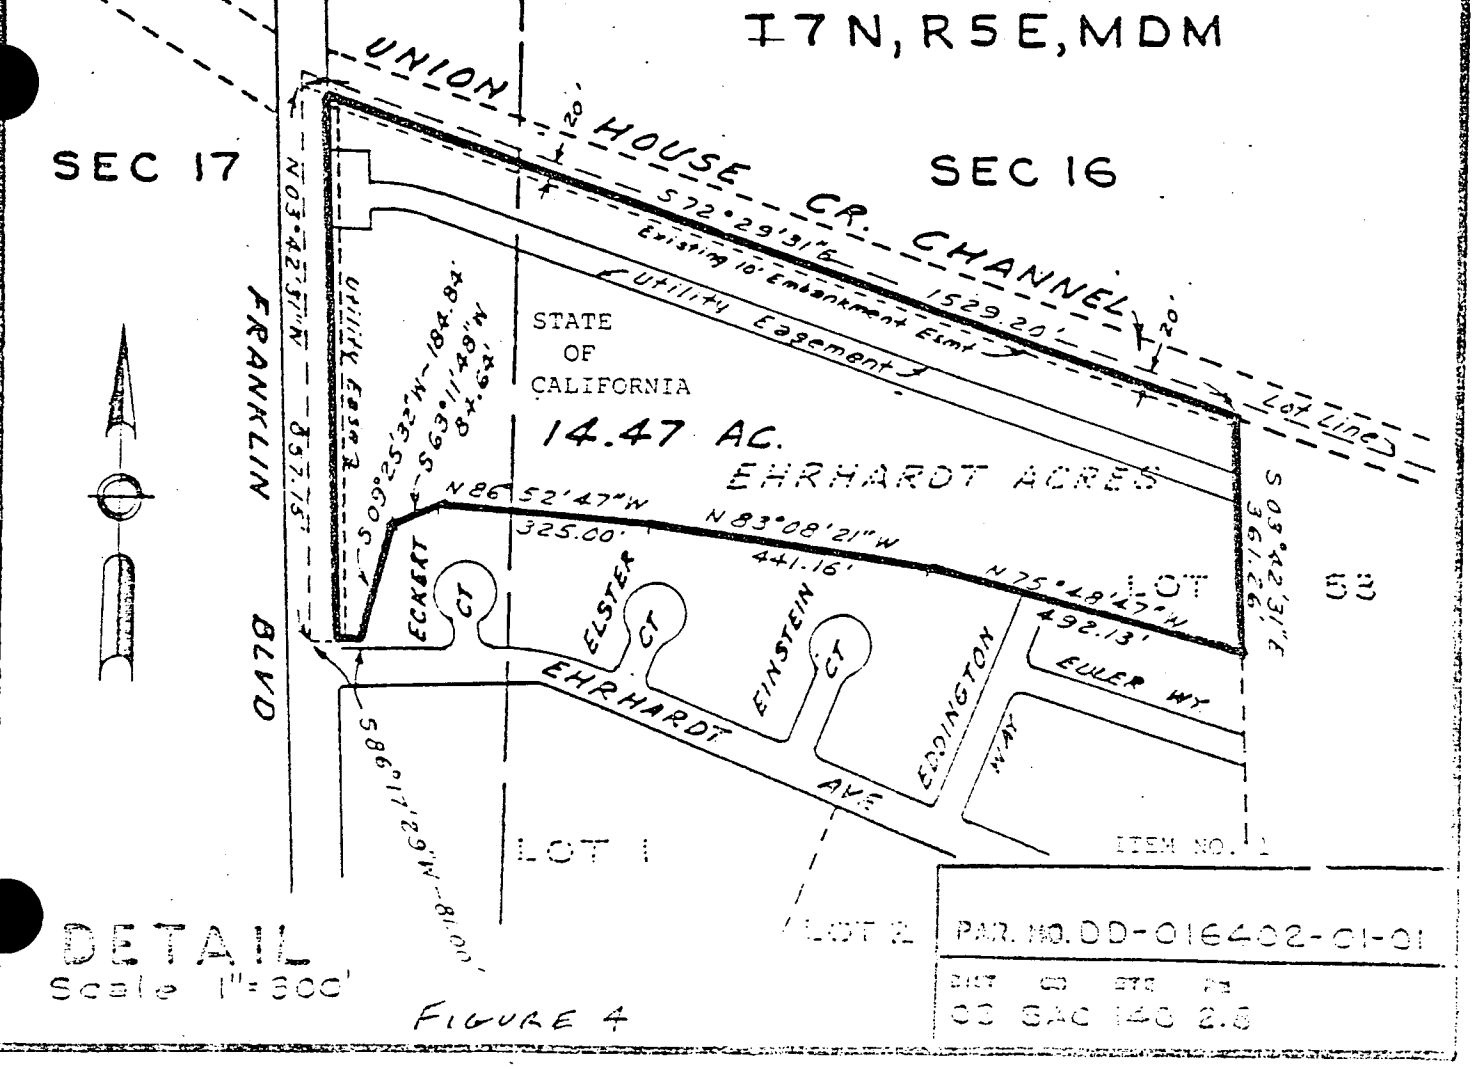 T7N, R5E, MDM
UNION HOUSE CR. CHANNEL
SEC 17
SEC 16
20'
S72°29'31"E
1529.20'
20'
Existing 10' Embankment Esmt
Utility Easement
Lot Line
N03°42'31"W
857.15'
FRANKLIN BLVD
S09°25'32"W-184.84'
S63°11'48"W
84.64'
STATE
OF
CALIFORNIA
14.47 AC.
EHRHARDT ACRES
N86°52'47"W
325.00'
N83°08'21"W
441.16'
N75°48'47"W
492.13'
S03°42'31"E
361.26'
LOT 53
ECKERT CT
ELSTER CT
EINSTEIN CT
EDDINGTON WAY
EULER WY.
EHRHARDT AVE
S86°17'29"W-81.00'
LOT 1
LOT 2
ITEM NO. 1
PAR. NO. DD-016402-01-01
DIST CO RTE PM
03 SAC 148 2.8
DETAIL
Scale 1"=300'
FIGURE 4